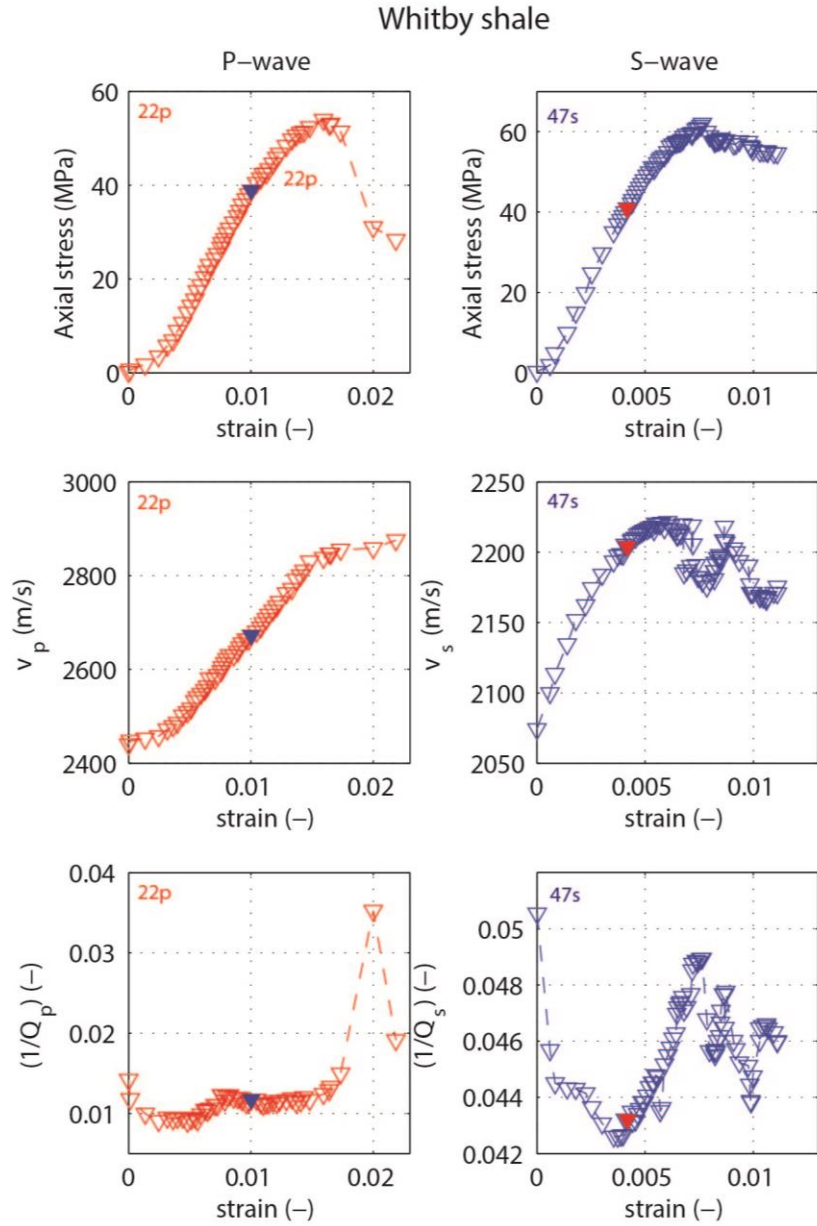 Whitby shale
P-wave
S-wave
60
40
20
0
Axial stress (MPa)
22p
22p
0
0.01
0.02
strain (-)
60
40
20
0
Axial stress (MPa)
47s
0
0.005
0.01
strain (-)
3000
2800
2600
2400
v_p (m/s)
22p
0
0.01
0.02
strain (-)
2250
2200
2150
2100
2050
v_s (m/s)
47s
0
0.005
0.01
strain (-)
0.04
0.03
0.02
0.01
(1/Q_p) (-)
22p
0
0.01
0.02
strain (-)
0.05
0.048
0.046
0.044
0.042
(1/Q_s) (-)
47s
0
0.005
0.01
strain (-)